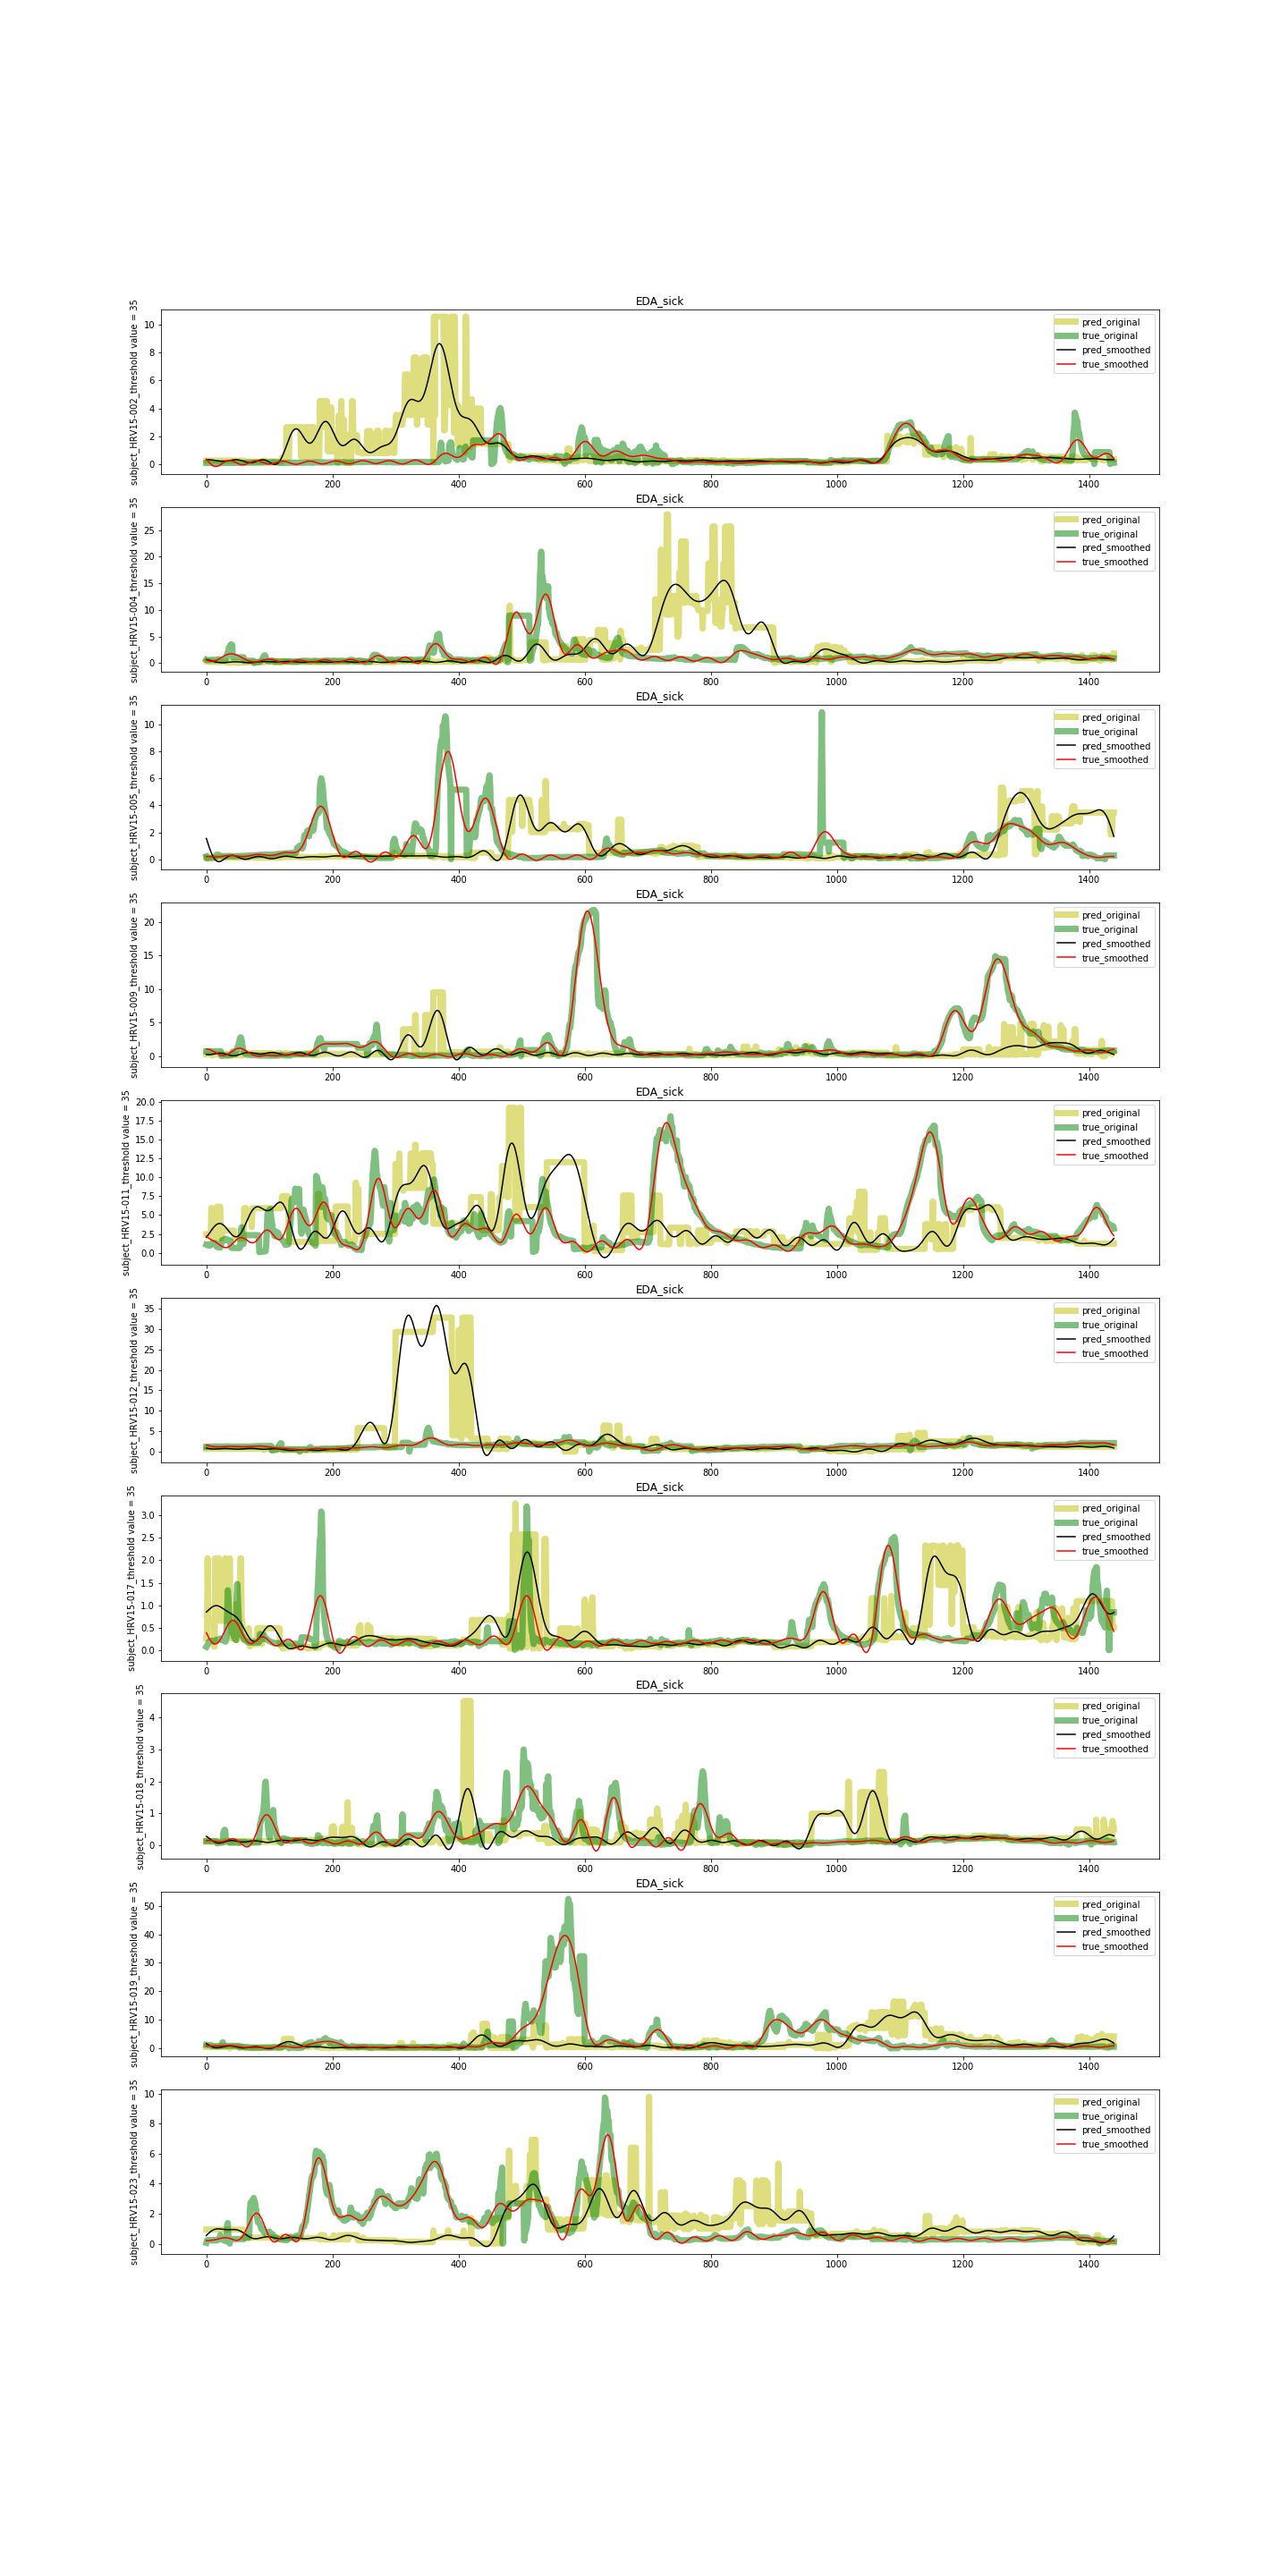 EDA_sick
subject_HRV15-002_threshold value = 35
10
8
6
4
2
0
pred_original
true_original
pred_smoothed
true_smoothed
0 200 400 600 800 1000 1200 1400
EDA_sick
subject_HRV15-004_threshold value = 35
25
20
15
10
5
0
pred_original
true_original
pred_smoothed
true_smoothed
0 200 400 600 800 1000 1200 1400
EDA_sick
subject_HRV15-005_threshold value = 35
10
8
6
4
2
0
pred_original
true_original
pred_smoothed
true_smoothed
0 200 400 600 800 1000 1200 1400
EDA_sick
subject_HRV15-009_threshold value = 35
20
15
10
5
0
pred_original
true_original
pred_smoothed
true_smoothed
0 200 400 600 800 1000 1200 1400
EDA_sick
subject_HRV15-011_threshold value = 35
20.0
17.5
15.0
12.5
10.0
7.5
5.0
2.5
0.0
pred_original
true_original
pred_smoothed
true_smoothed
0 200 400 600 800 1000 1200 1400
EDA_sick
subject_HRV15-012_threshold value = 35
35
30
25
20
15
10
5
0
pred_original
true_original
pred_smoothed
true_smoothed
0 200 400 600 800 1000 1200 1400
EDA_sick
subject_HRV15-017_threshold value = 35
3.0
2.5
2.0
1.5
1.0
0.5
0.0
pred_original
true_original
pred_smoothed
true_smoothed
0 200 400 600 800 1000 1200 1400
EDA_sick
subject_HRV15-018_threshold value = 35
4
3
2
1
0
pred_original
true_original
pred_smoothed
true_smoothed
0 200 400 600 800 1000 1200 1400
EDA_sick
subject_HRV15-019_threshold value = 35
50
40
30
20
10
0
pred_original
true_original
pred_smoothed
true_smoothed
0 200 400 600 800 1000 1200 1400
EDA_sick
subject_HRV15-023_threshold value = 35
10
8
6
4
2
0
pred_original
true_original
pred_smoothed
true_smoothed
0 200 400 600 800 1000 1200 1400